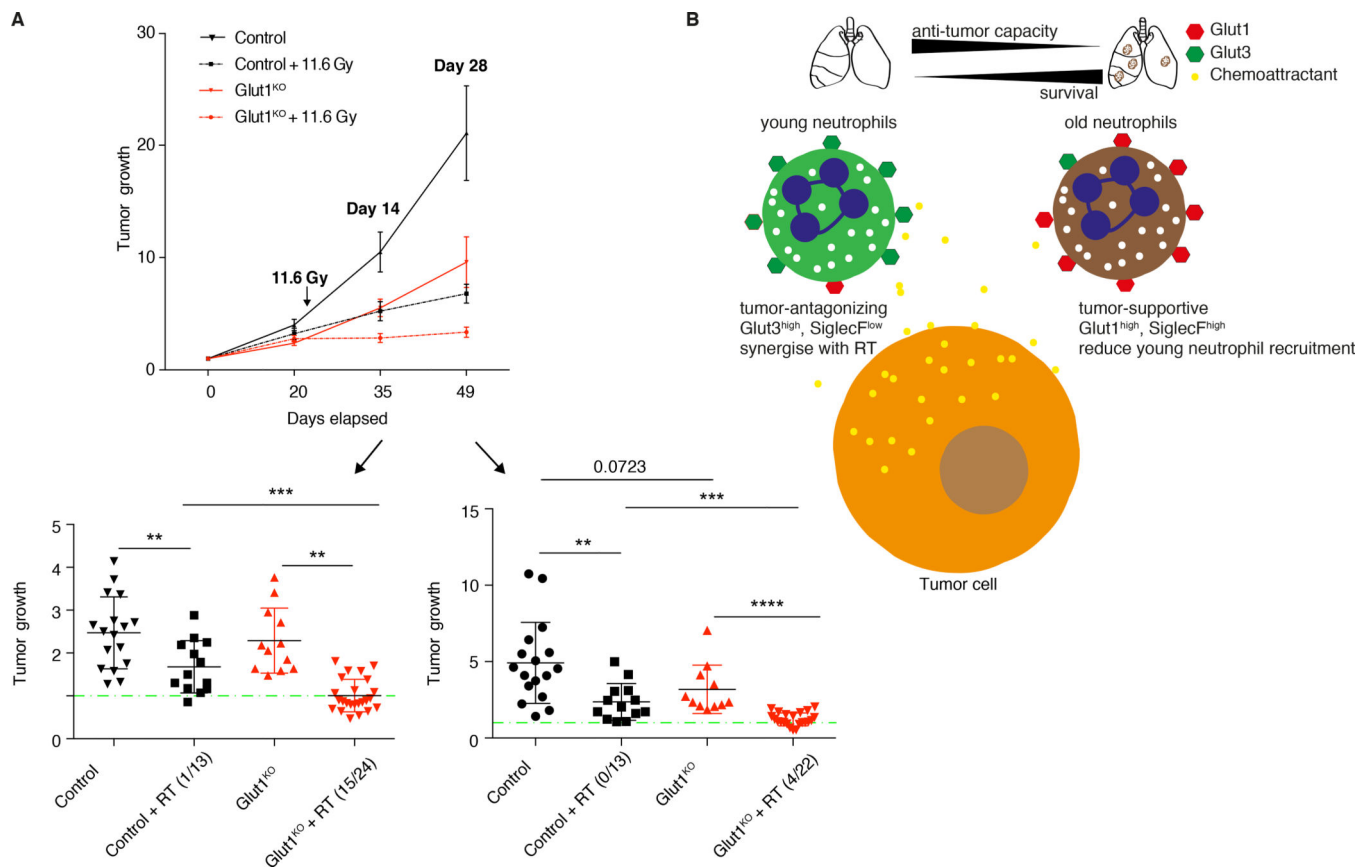 A
Control
Control + 11.6 Gy
Glut1KO
Glut1KO + 11.6 Gy
Day 28
Day 14
11.6 Gy
Tumor growth
30
20
10
0
0
20
35
49
Days elapsed
***
**
**
Tumor growth
5
4
3
2
1
0
Control
Control + RT (1/13)
Glut1KO
Glut1KO + RT (15/24)
0.0723
***
**
****
Tumor growth
15
10
5
0
Control
Control + RT (0/13)
Glut1KO
Glut1KO + RT (4/22)
B
anti-tumor capacity
survival
Glut1
Glut3
Chemoattractant
young neutrophils
old neutrophils
tumor-antagonizing
Glut3high, SiglecFlow
synergise with RT
tumor-supportive
Glut1high, SiglecFhigh
reduce young neutrophil recruitment
Tumor cell